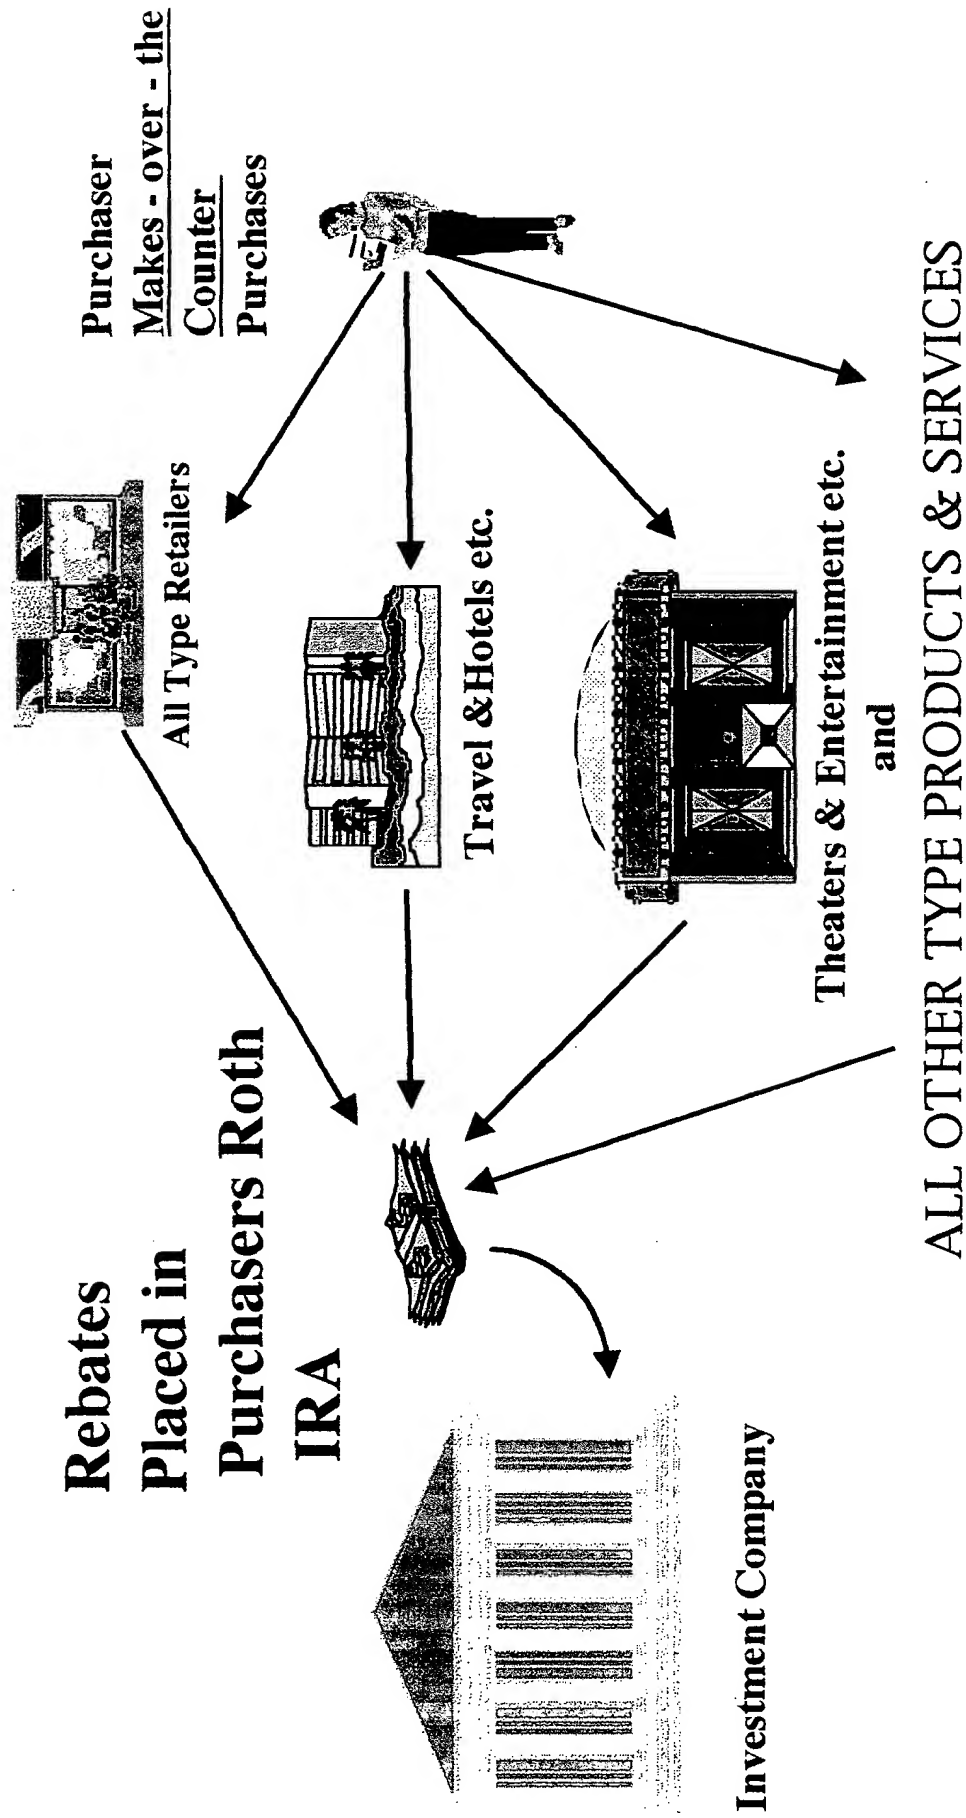 Rebates
Placed in
Purchasers Roth
IRA
Purchaser
Makes - over - the
Counter
Purchases
All Type Retailers
Travel &Hotels etc.
Investment Company
Theaters & Entertainment etc.
and
ALL OTHER TYPE PRODUCTS & SERVICES